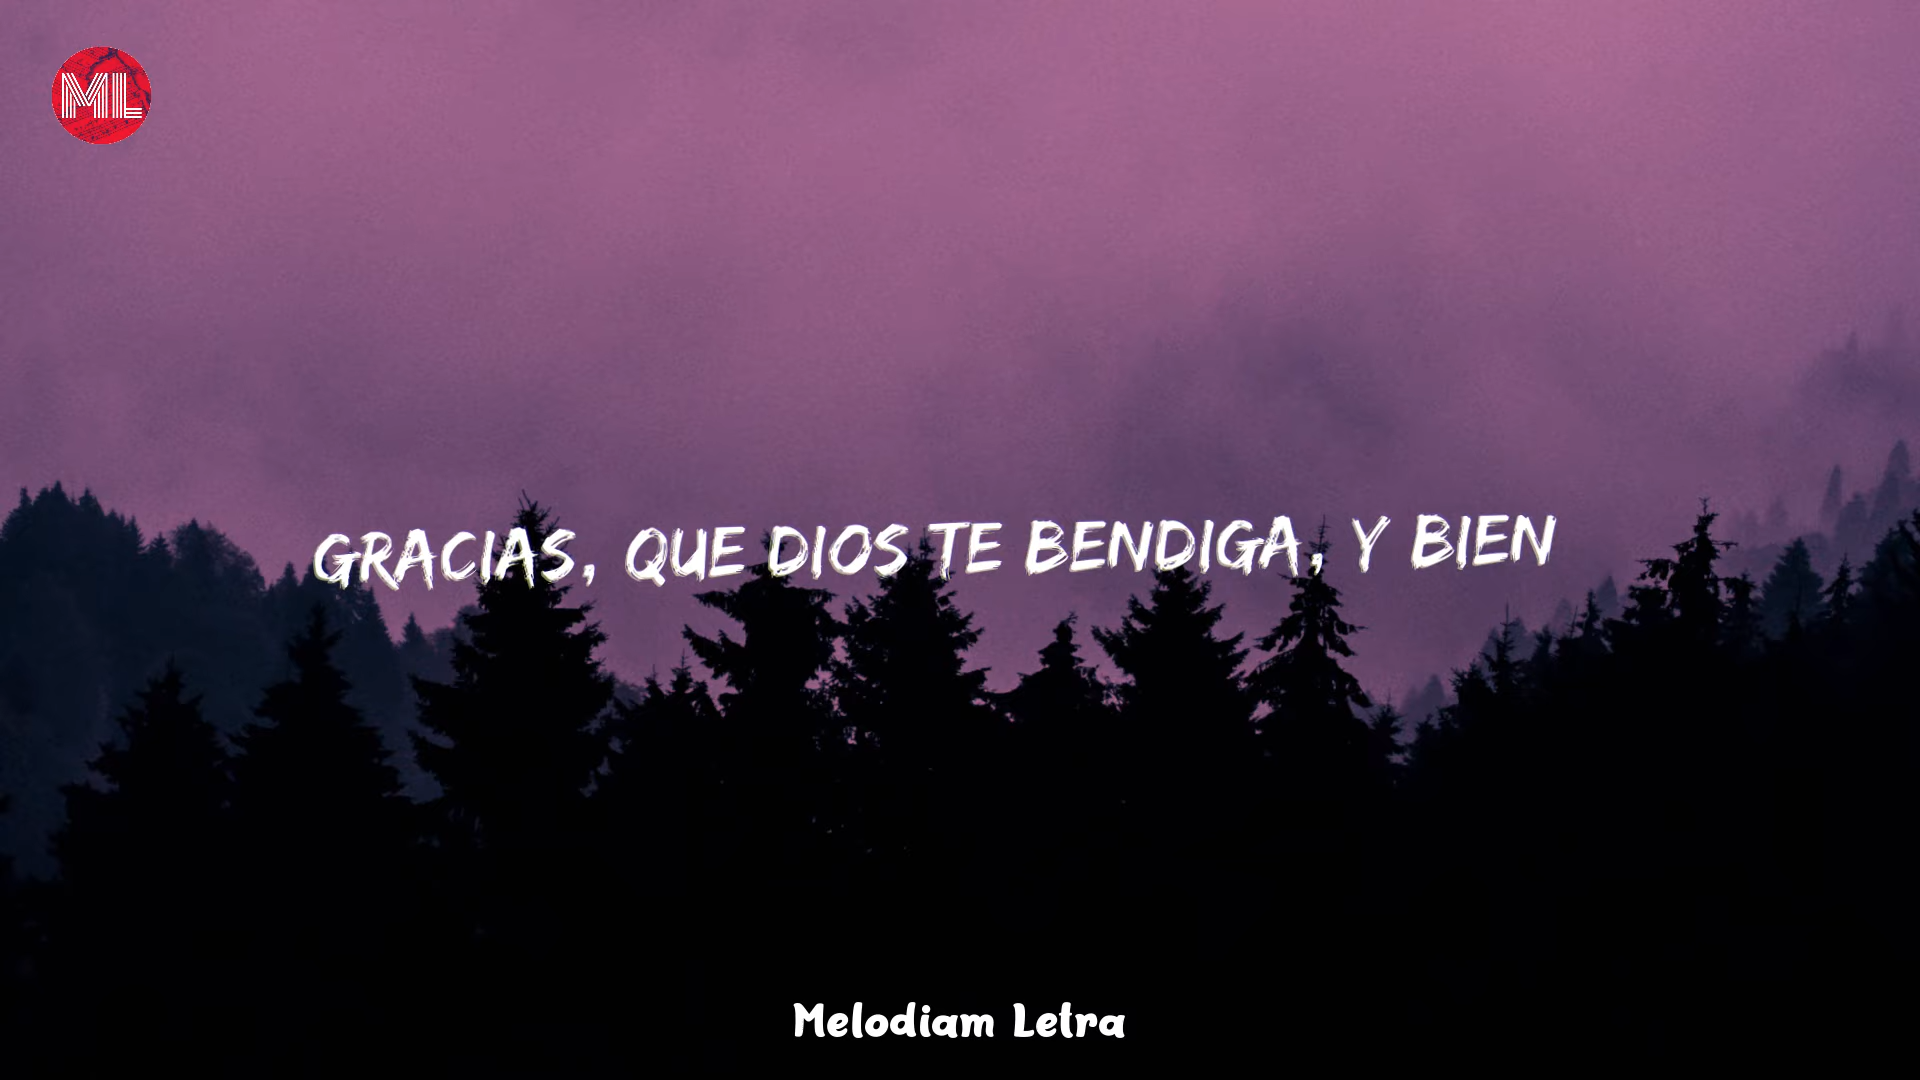 ML
GRACIAS, QUE DIOS TE BENDIGA, Y BIEN
Melodiam Letra